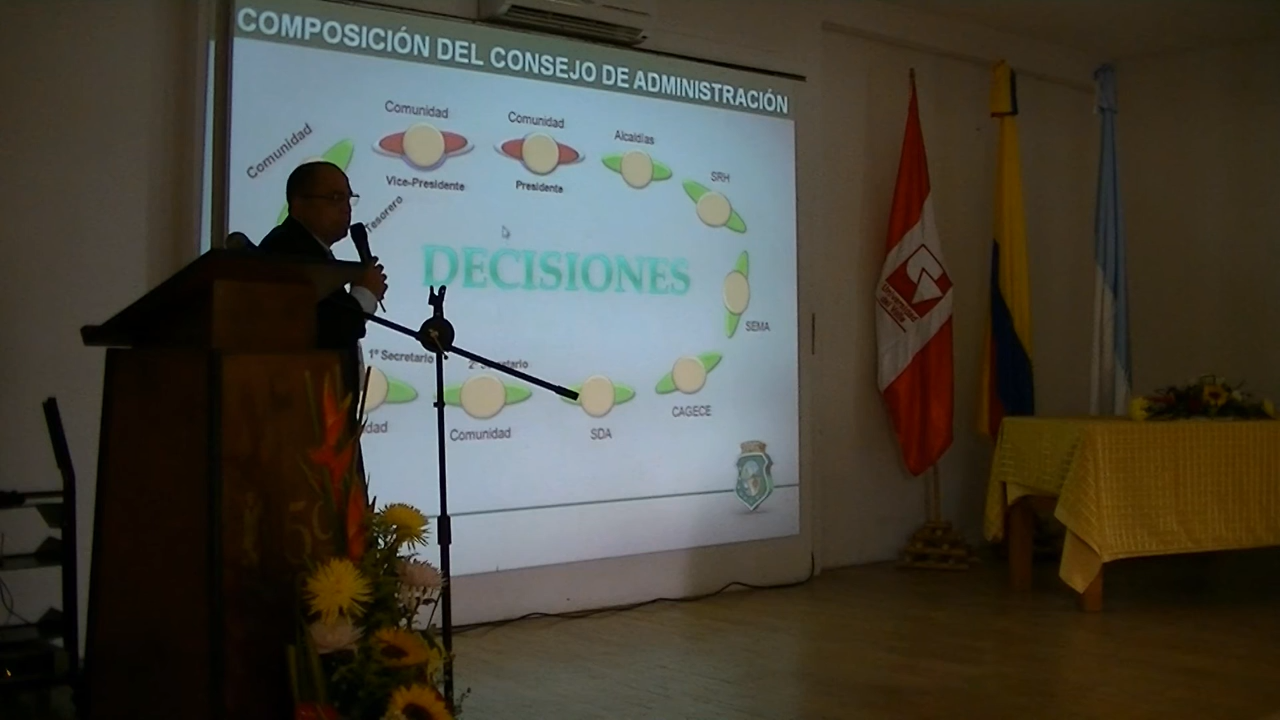 COMPOSICIÓN DEL CONSEJO DE ADMINISTRACIÓN
Comunidad
Comunidad
Comunidad
Alcaldías
SRH
Vice-Presidente
Presidente
Tesorero
DECISIONES
SEMA
1º Secretario
CAGECE
Comunidad
SDA